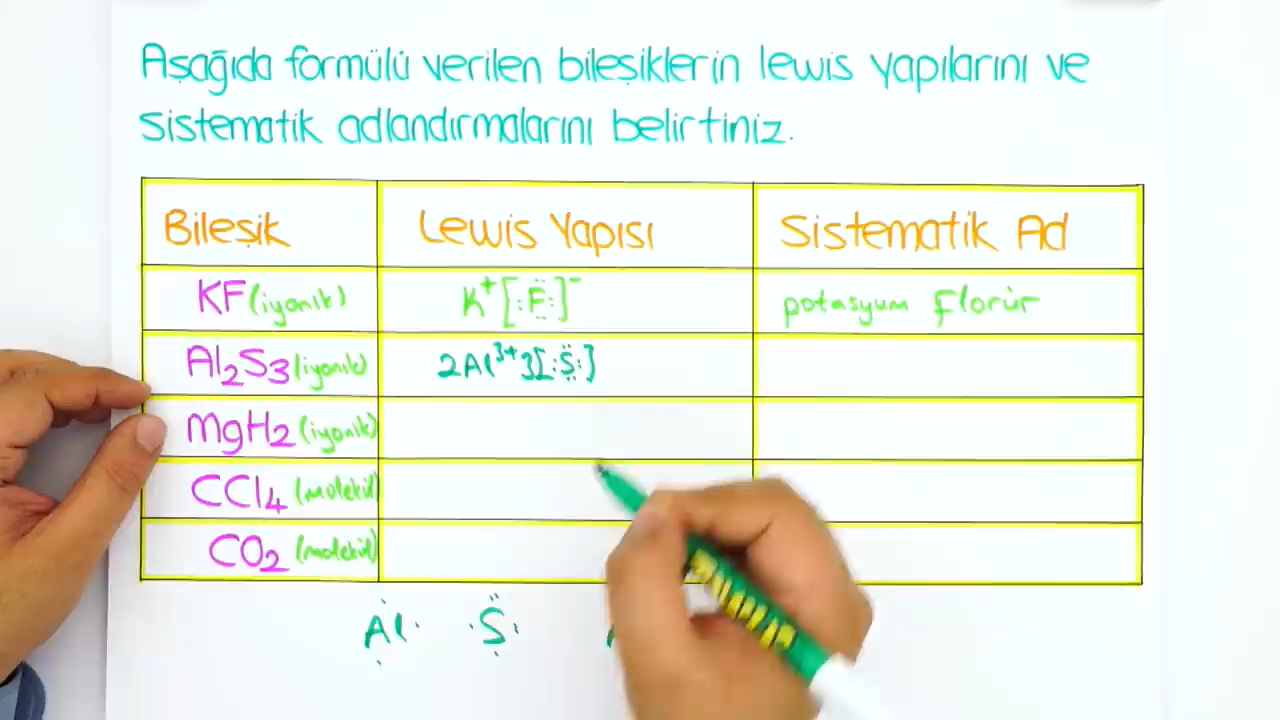 Aşağıda formülü verilen bileşiklerin lewis yapılarını ve
sistematik adlandırmalarını belirtiniz.
Bileşik Lewis Yapısı Sistematik Ad
KF (iyonik) K⁺[:F̈:]⁻ potasyum florür
Al₂S₃ (iyonik) 2Al³⁺3[:S̈:]
MgH₂ (iyonik)
CCl₄ (molekül)
CO₂ (molekül)
Al S